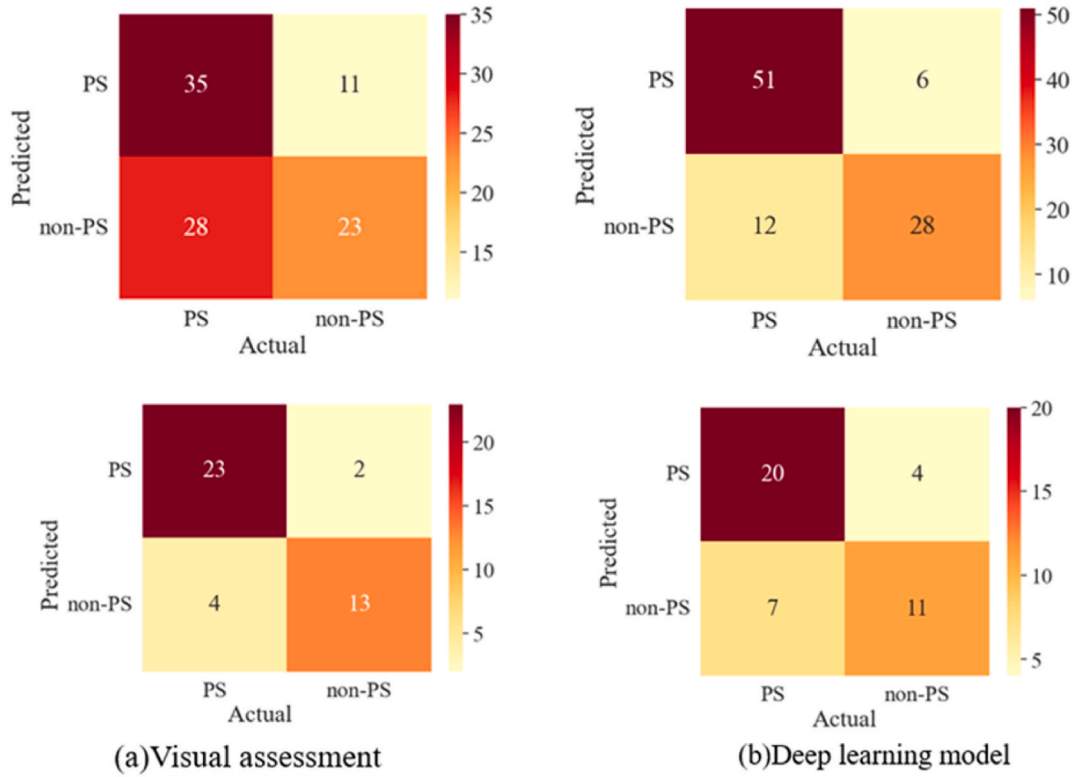 PS 35 11
non-PS 28 23
PS non-PS
Actual
Predicted
35
30
25
20
15
PS 51 6
non-PS 12 28
PS non-PS
Actual
Predicted
50
40
30
20
10
PS 23 2
non-PS 4 13
PS non-PS
Actual
Predicted
20
15
10
5
PS 20 4
non-PS 7 11
PS non-PS
Actual
Predicted
20
15
10
5
(a)Visual assessment
(b)Deep learning model